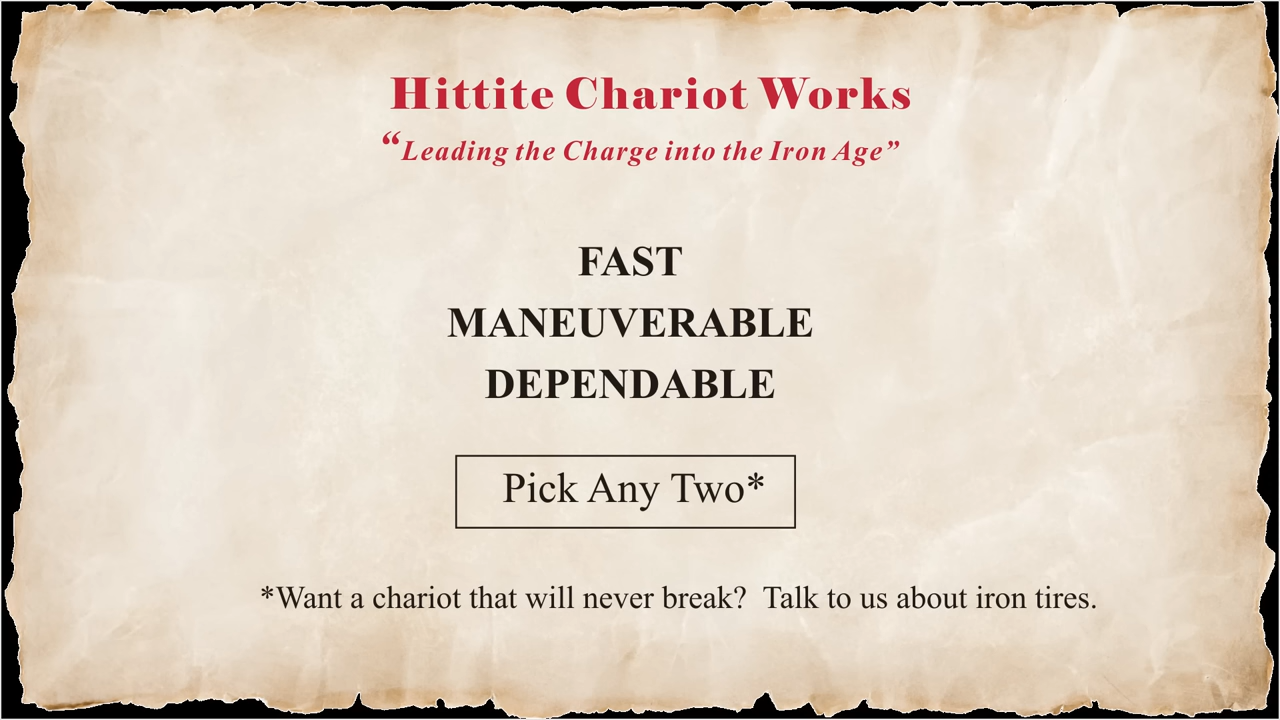 Hittite Chariot Works
“Leading the Charge into the Iron Age”
FAST
MANEUVERABLE
DEPENDABLE
Pick Any Two*
*Want a chariot that will never break?  Talk to us about iron tires.